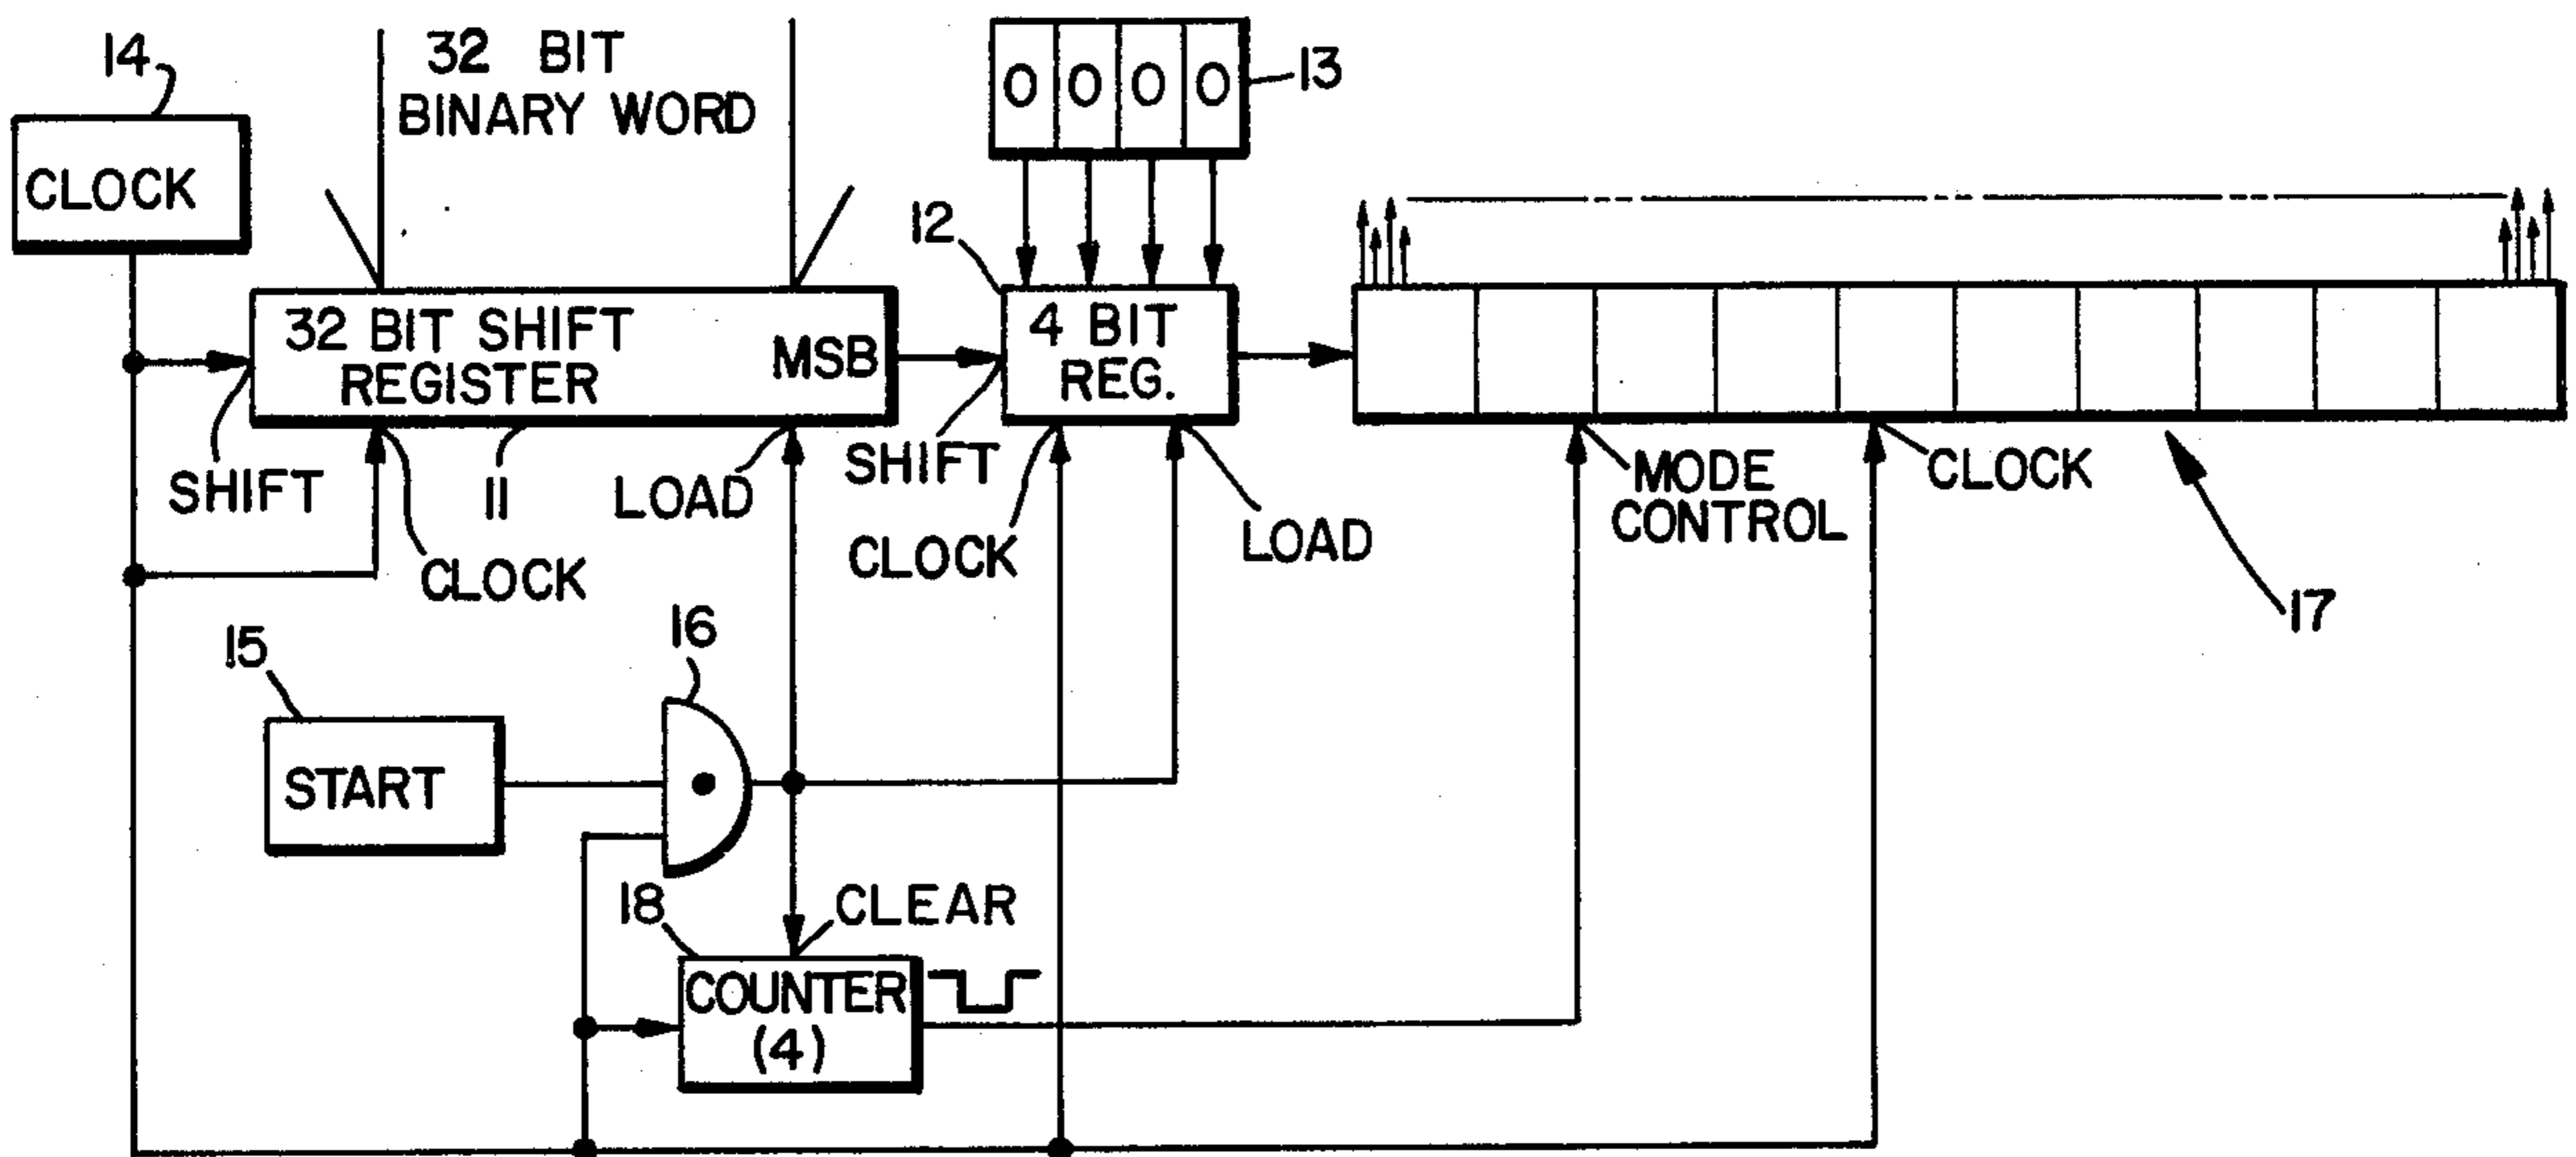 14
32 BIT
BINARY WORD
0 0 0 0
13
CLOCK
12
32 BIT SHIFT
REGISTER
MSB
4 BIT
REG.
SHIFT
11
LOAD
CLOCK
SHIFT
CLOCK
LOAD
MODE
CONTROL
CLOCK
17
15
16
START
18
CLEAR
COUNTER
(4)